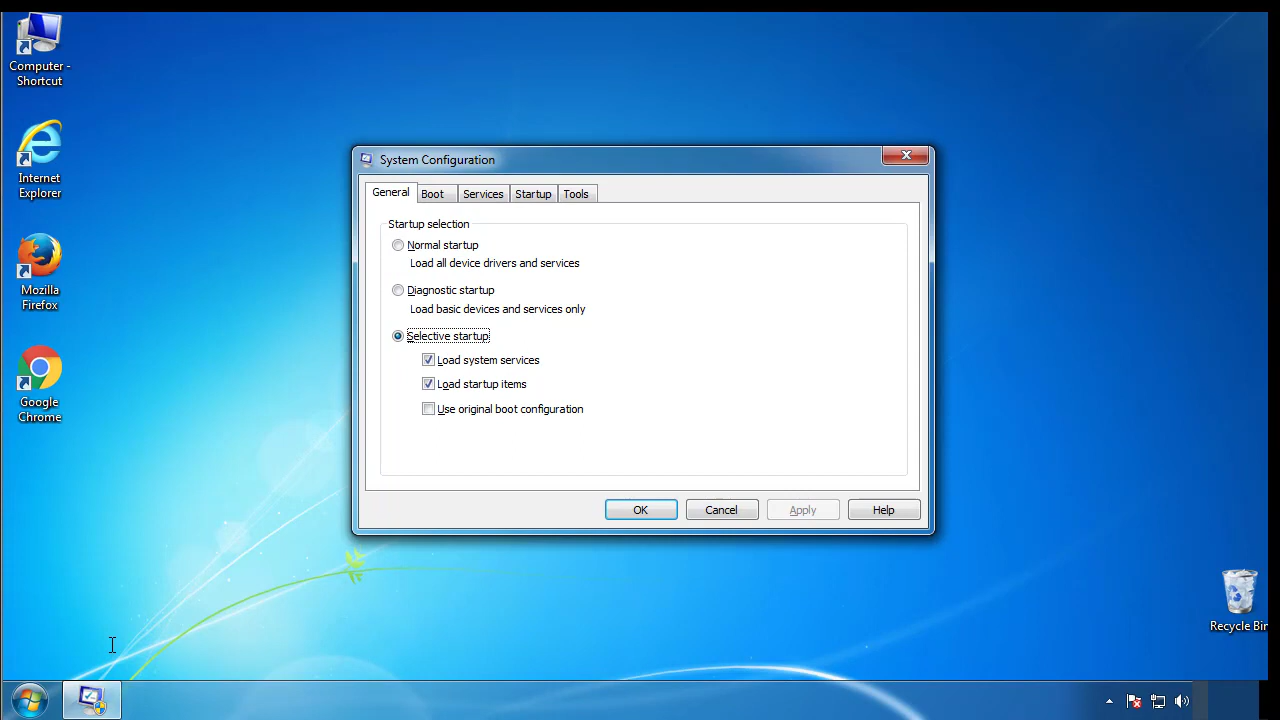 Computer -
Shortcut
Internet
Explorer
Mozilla
Firefox
Google
Chrome
System Configuration
General Boot Services Startup Tools
Startup selection
Normal startup
Load all device drivers and services
Diagnostic startup
Load basic devices and services only
Selective startup
Load system services
Load startup items
Use original boot configuration
OK Cancel Apply Help
Recycle Bin